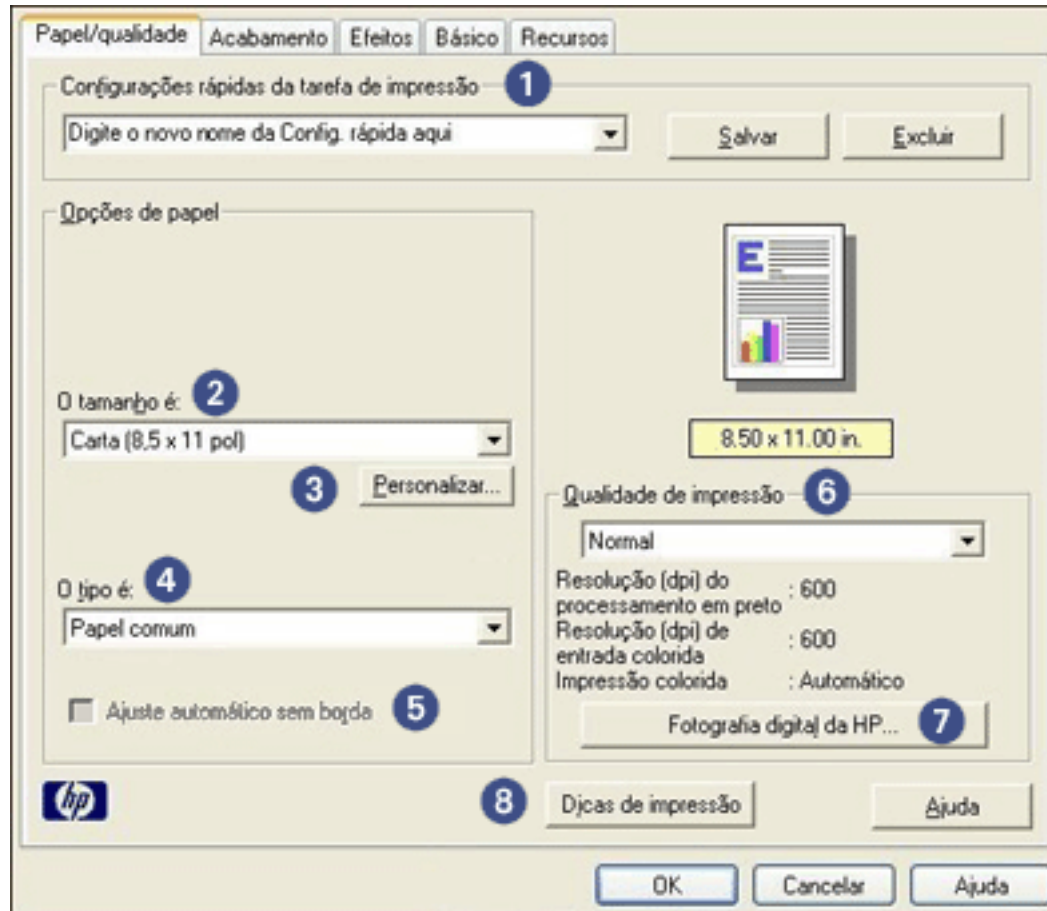 Papel/qualidade Acabamento Efeitos Básico Recursos
Configurações rápidas da tarefa de impressão 1
Digite o novo nome da Config. rápida aqui Salvar Excluir
Opções de papel
E
O tamanho é: 2
Carta (8,5 x 11 pol)
8.50 x 11.00 in.
3 Personalizar...
Qualidade de impressão 6
Normal
O tipo é: 4
Papel comum
Resolução (dpi) do
processamento em preto : 600
Resolução (dpi) de
entrada colorida : 600
Impressão colorida : Automático
Ajuste automático sem borda 5
Fotografia digital da HP... 7
hp
8 Dicas de impressão Ajuda
OK Cancelar Ajuda